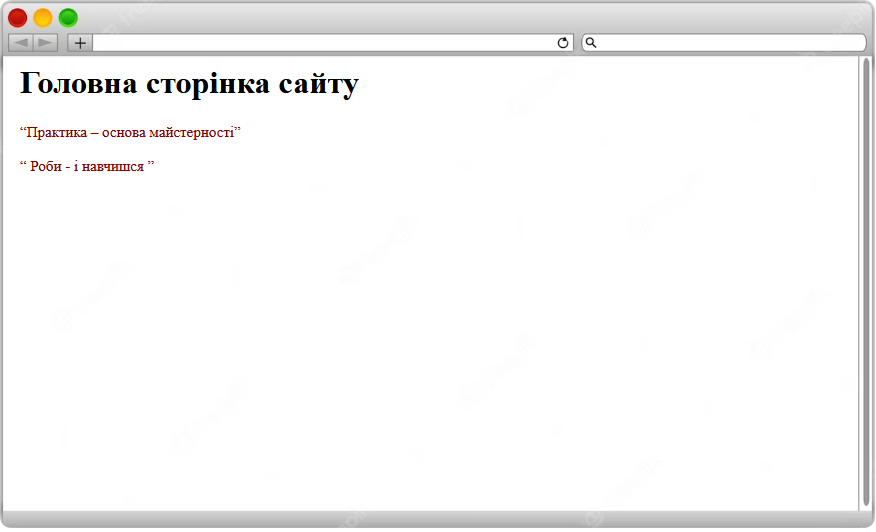 Головна сторінка сайту
“Практика – основа майстерності”
“ Роби - і навчишся ”